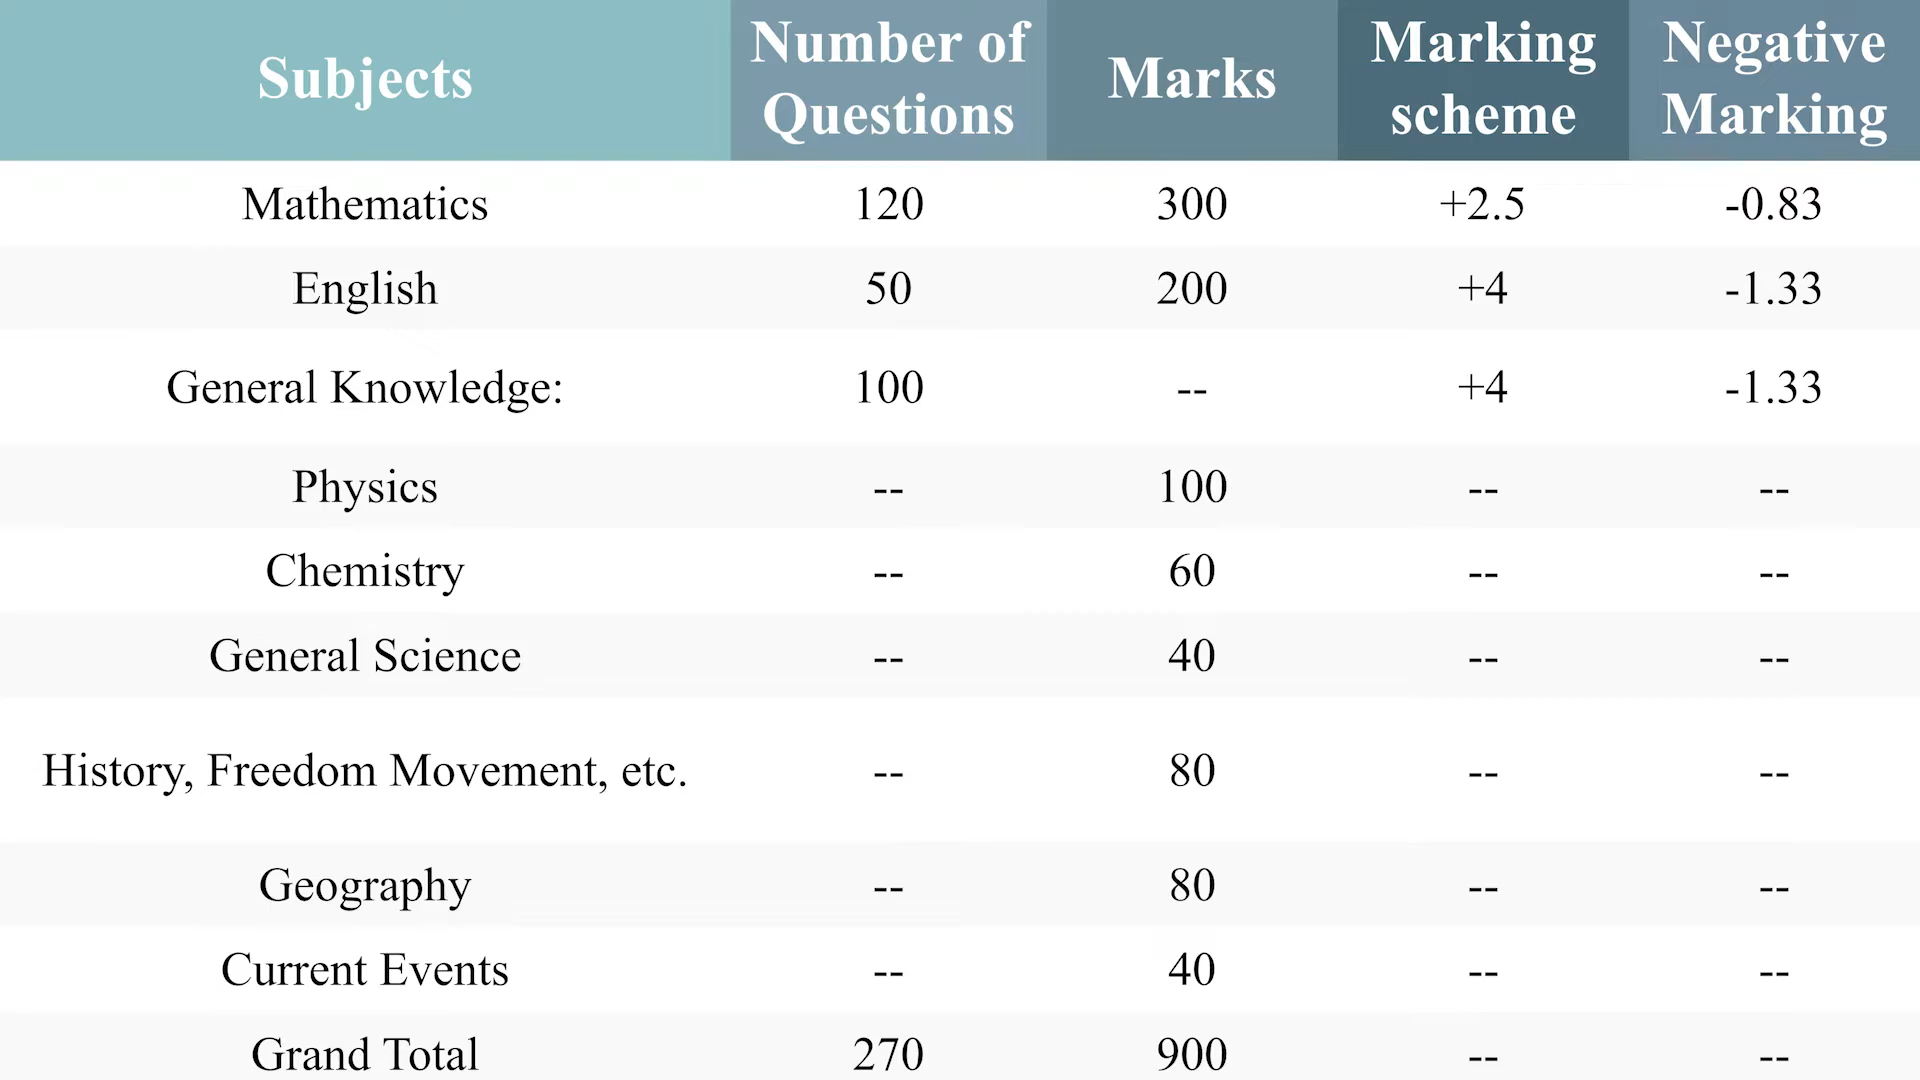 Subjects Number of Questions Marks Marking scheme Negative Marking
Mathematics 120 300 +2.5 -0.83
English 50 200 +4 -1.33
General Knowledge: 100 -- +4 -1.33
Physics -- 100 -- --
Chemistry -- 60 -- --
General Science -- 40 -- --
History, Freedom Movement, etc. -- 80 -- --
Geography -- 80 -- --
Current Events -- 40 -- --
Grand Total 270 900 -- --